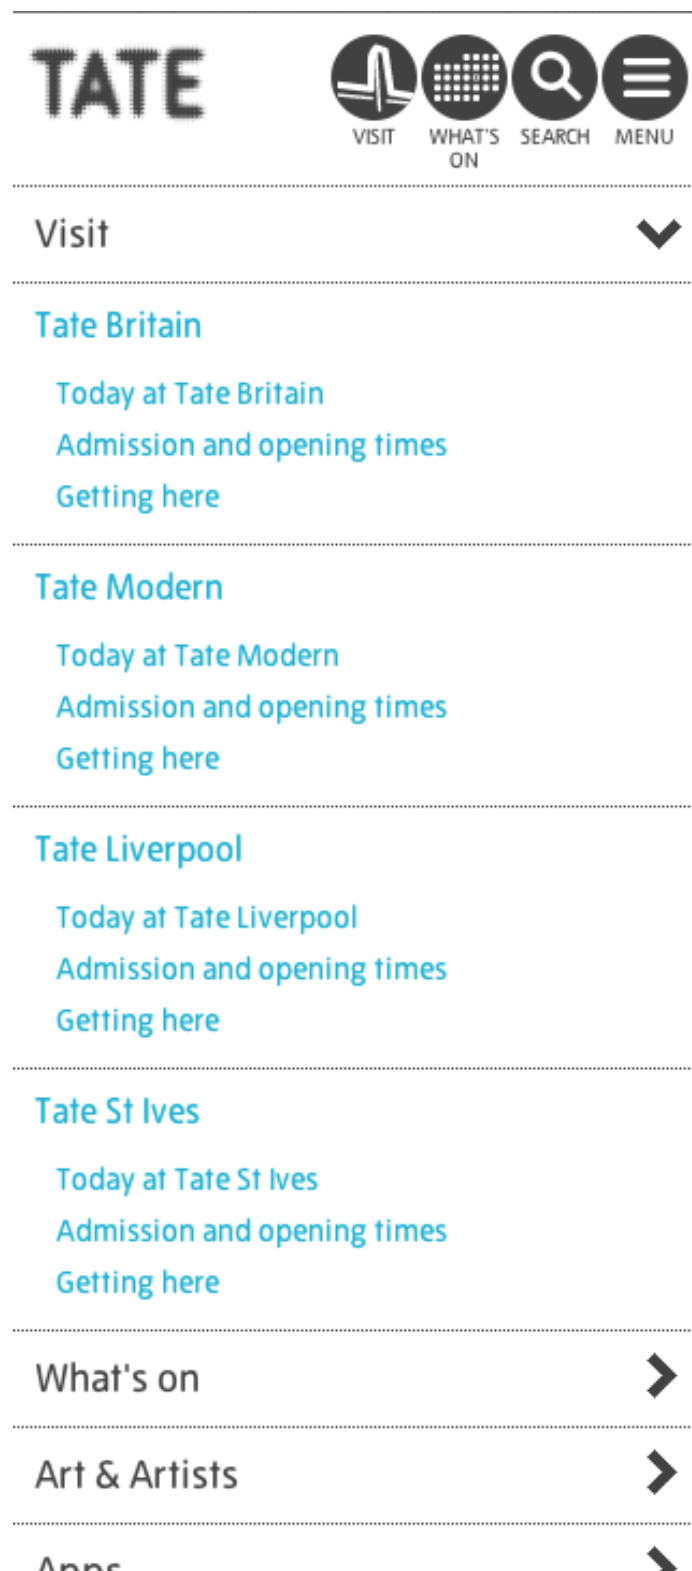 TATE
VISIT
WHAT'S
ON
SEARCH
MENU
Visit
Tate Britain
Today at Tate Britain
Admission and opening times
Getting here
Tate Modern
Today at Tate Modern
Admission and opening times
Getting here
Tate Liverpool
Today at Tate Liverpool
Admission and opening times
Getting here
Tate St Ives
Today at Tate St Ives
Admission and opening times
Getting here
What's on
Art & Artists
Apps